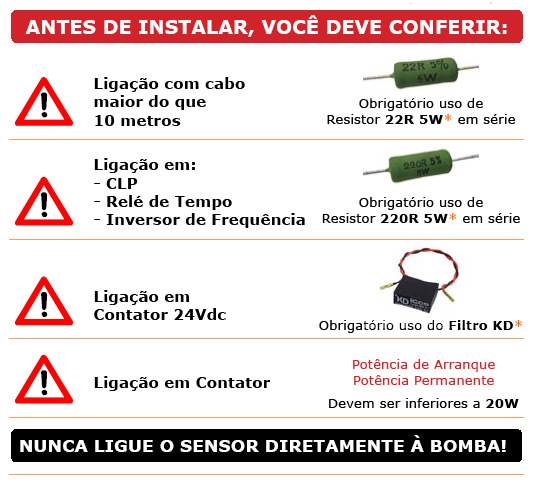 ANTES DE INSTALAR, VOCÊ DEVE CONFERIR:
Ligação com cabo
maior do que
10 metros
22R 5%
5W
Obrigatório uso de
Resistor 22R 5W* em série
Ligação em:
- CLP
- Relé de Tempo
- Inversor de Frequência
220R 5%
5W
Obrigatório uso de
Resistor 220R 5W* em série
Ligação em
Contator 24Vdc
KD Icos
Obrigatório uso do Filtro KD*
Ligação em Contator
Potência de Arranque
Potência Permanente
Devem ser inferiores a 20W
NUNCA LIGUE O SENSOR DIRETAMENTE À BOMBA!